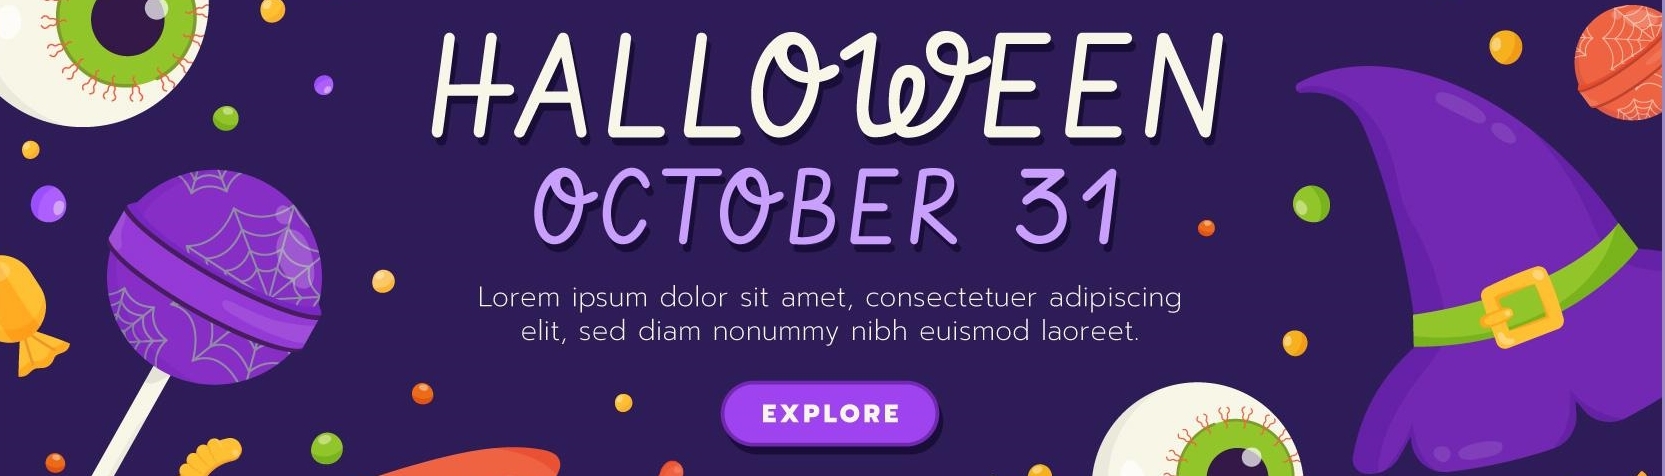 HALLOWEEN
OCTOBER 31
Lorem ipsum dolor sit amet, consectetuer adipiscing
elit, sed diam nonummy nibh euismod laoreet.
EXPLORE